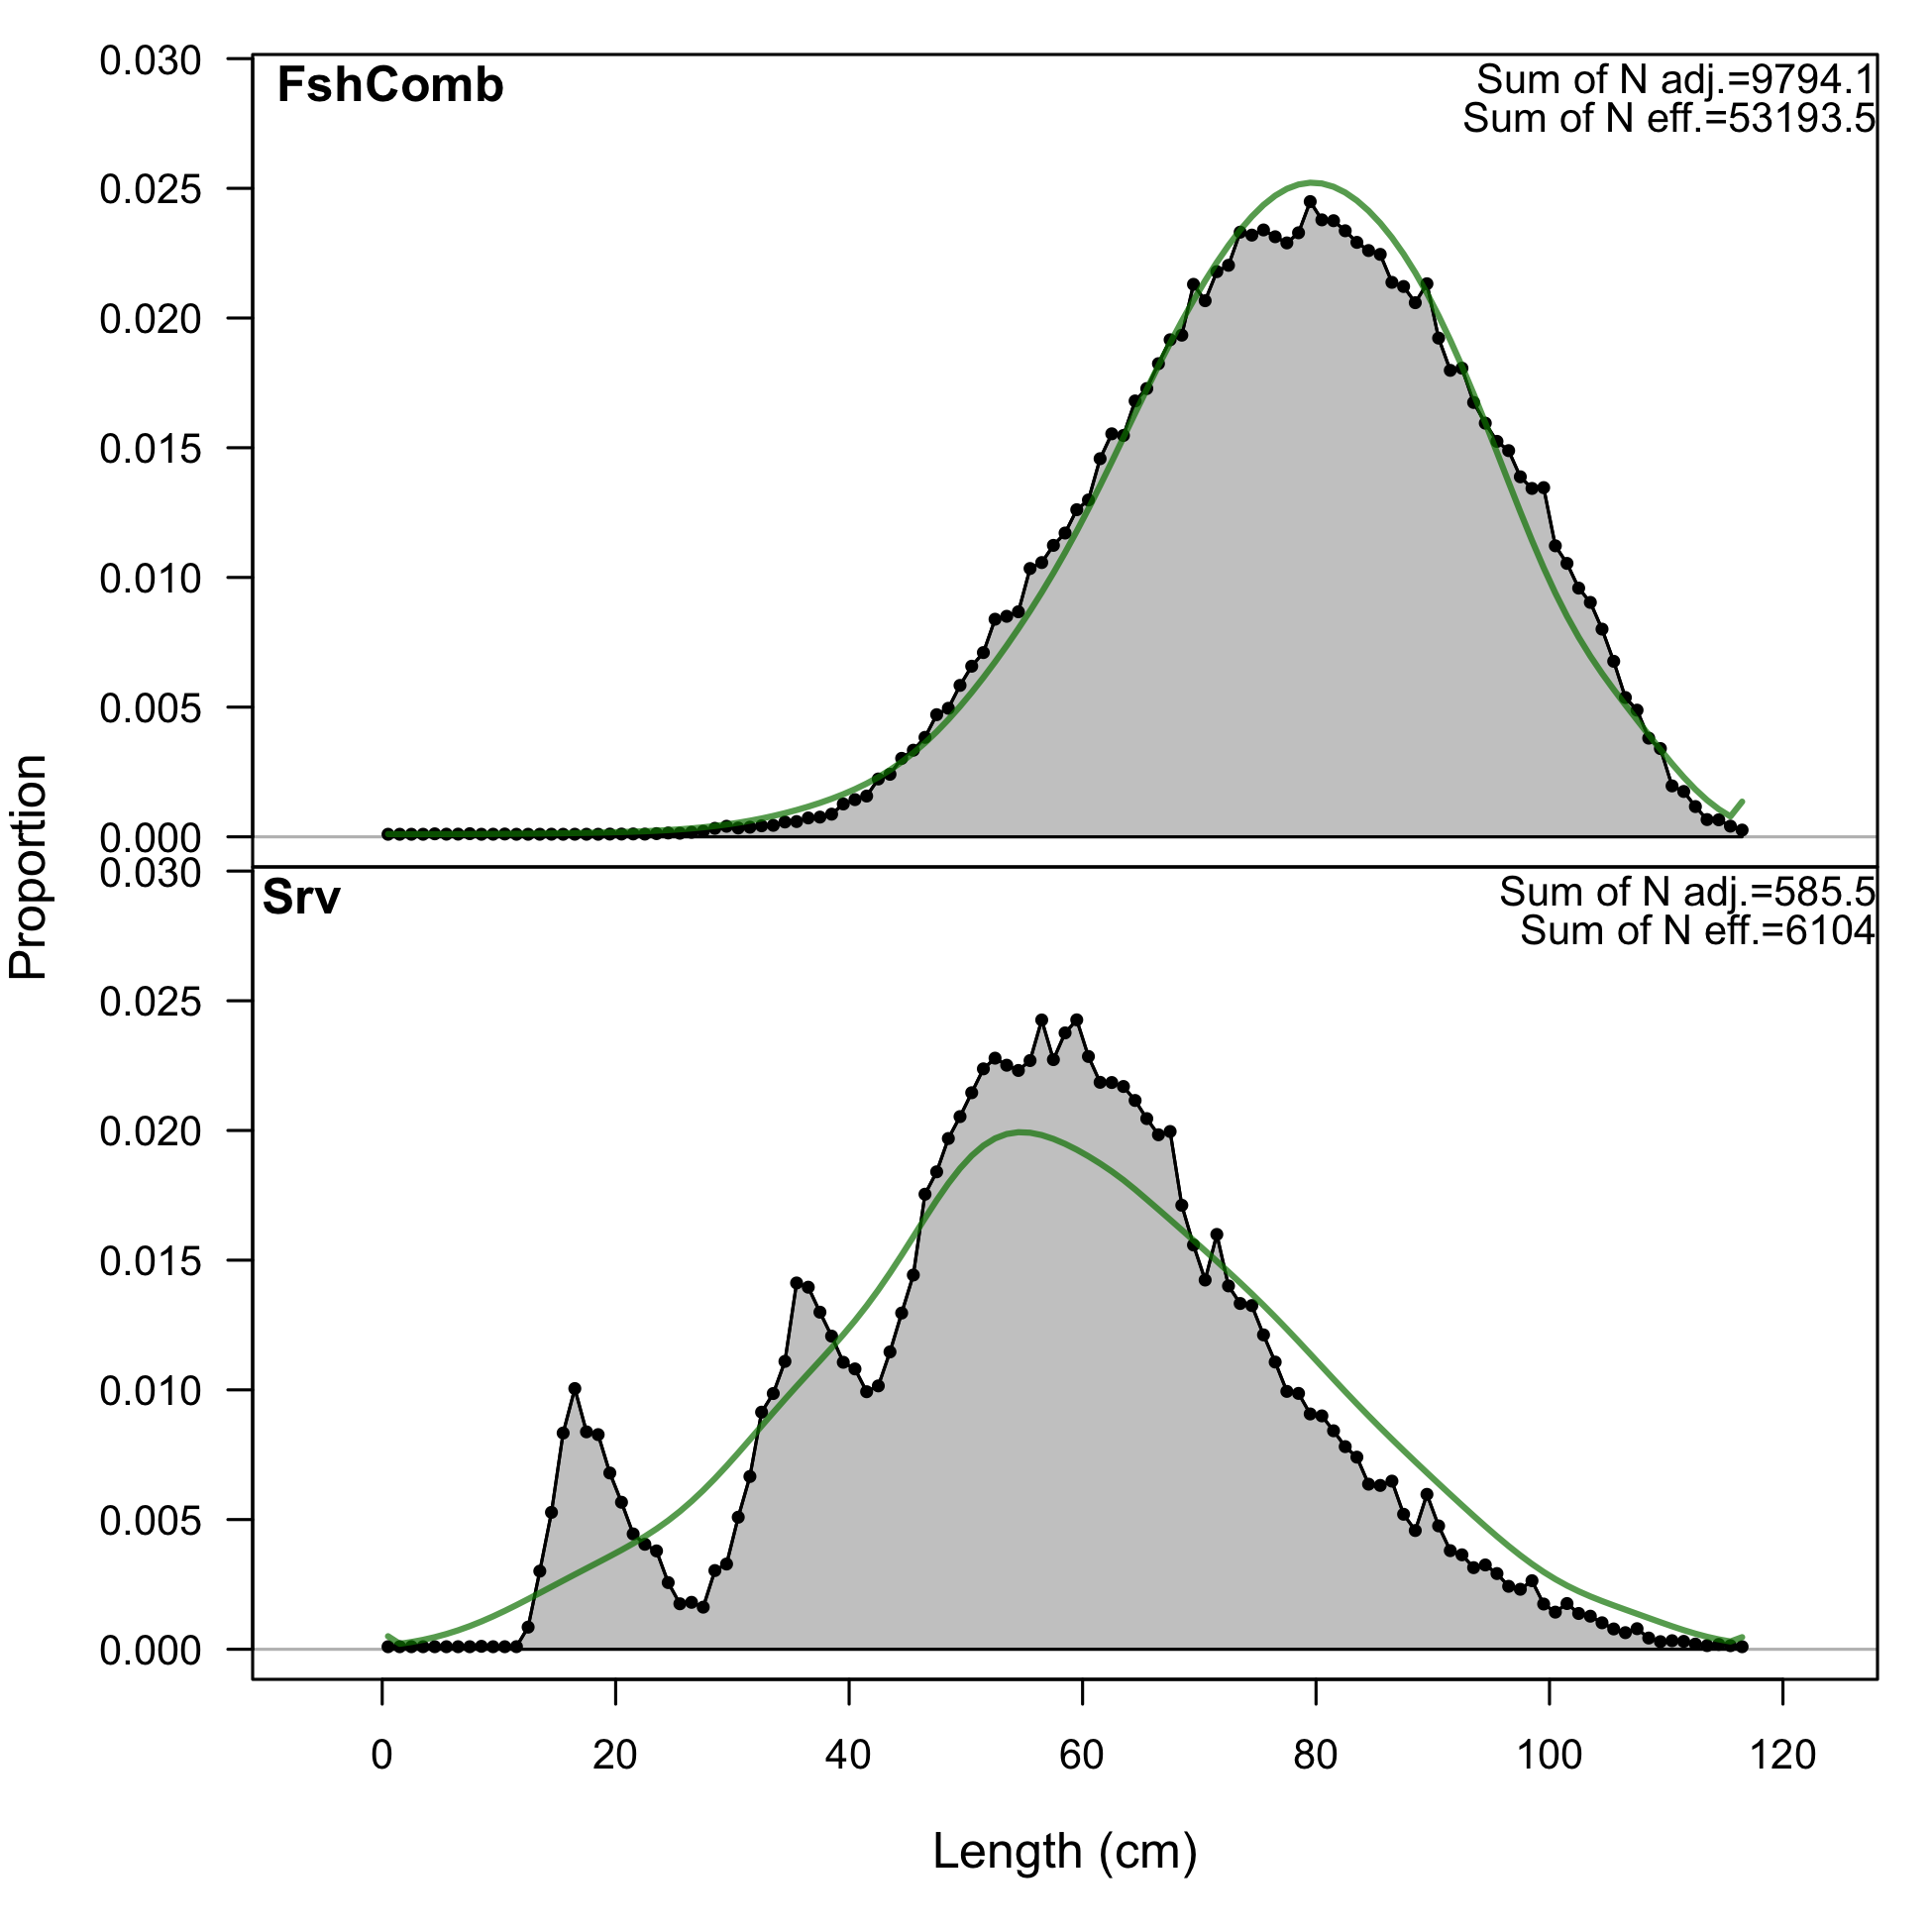 Proportion
0.030
0.025
0.020
0.015
0.010
0.005
0.000
FshComb
Sum of N adj.=9794.1
Sum of N eff.=53193.5
0.030
0.025
0.020
0.015
0.010
0.005
0.000
Srv
Sum of N adj.=585.5
Sum of N eff.=6104
0 20 40 60 80 100 120
Length (cm)